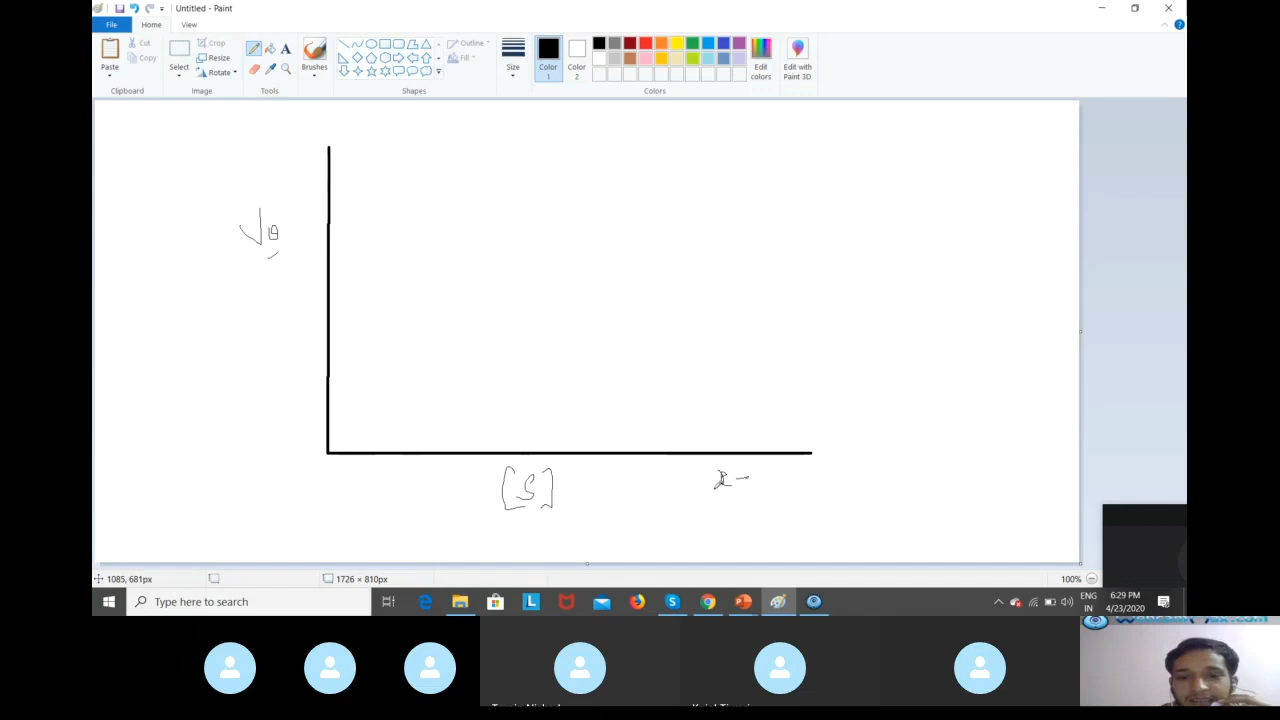 Untitled - Paint
File
Home
View
Paste
Cut
Copy
Select
Crop
Resize
Rotate
Brushes
Outline
Fill
Size
Color
1
Color
2
Edit
colors
Edit with
Paint 3D
Clipboard
Image
Tools
Shapes
Colors
[S]
1085, 681px
1726 × 810px
100%
Type here to search
ENG
IN
6:29 PM
4/23/2020